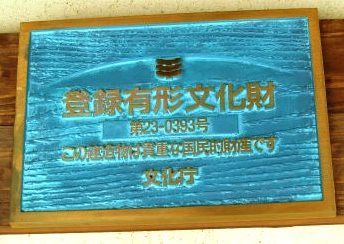 登録有形文化財
第23-0393号
この建造物は貴重な国民的財産です
文化庁